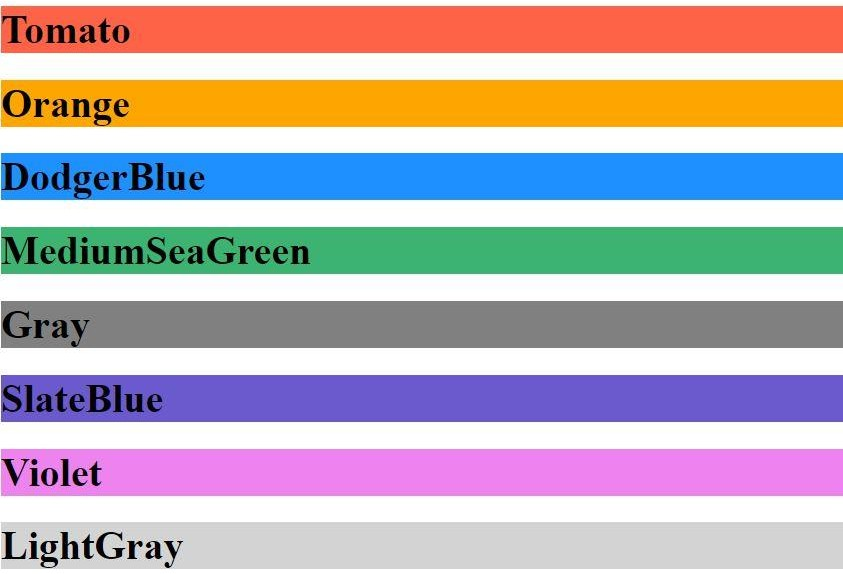 Tomato
Orange
DodgerBlue
MediumSeaGreen
Gray
SlateBlue
Violet
LightGray